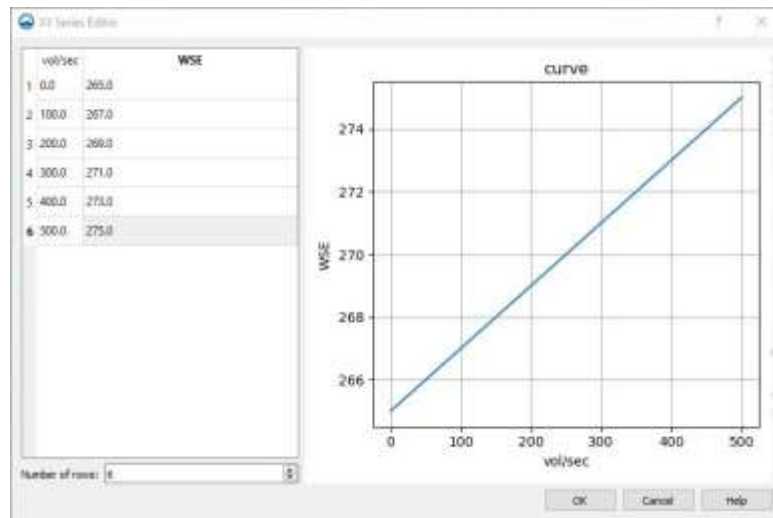 XY Series Editor ? ×
vol/sec WSE
1 0.0 265.0
2 100.0 267.0
3 200.0 269.0
4 300.0 271.0
5 400.0 273.0
6 500.0 275.0
Number of rows: 6
curve
274
272
270
268
266
WSE
0 100 200 300 400 500
vol/sec
OK Cancel Help